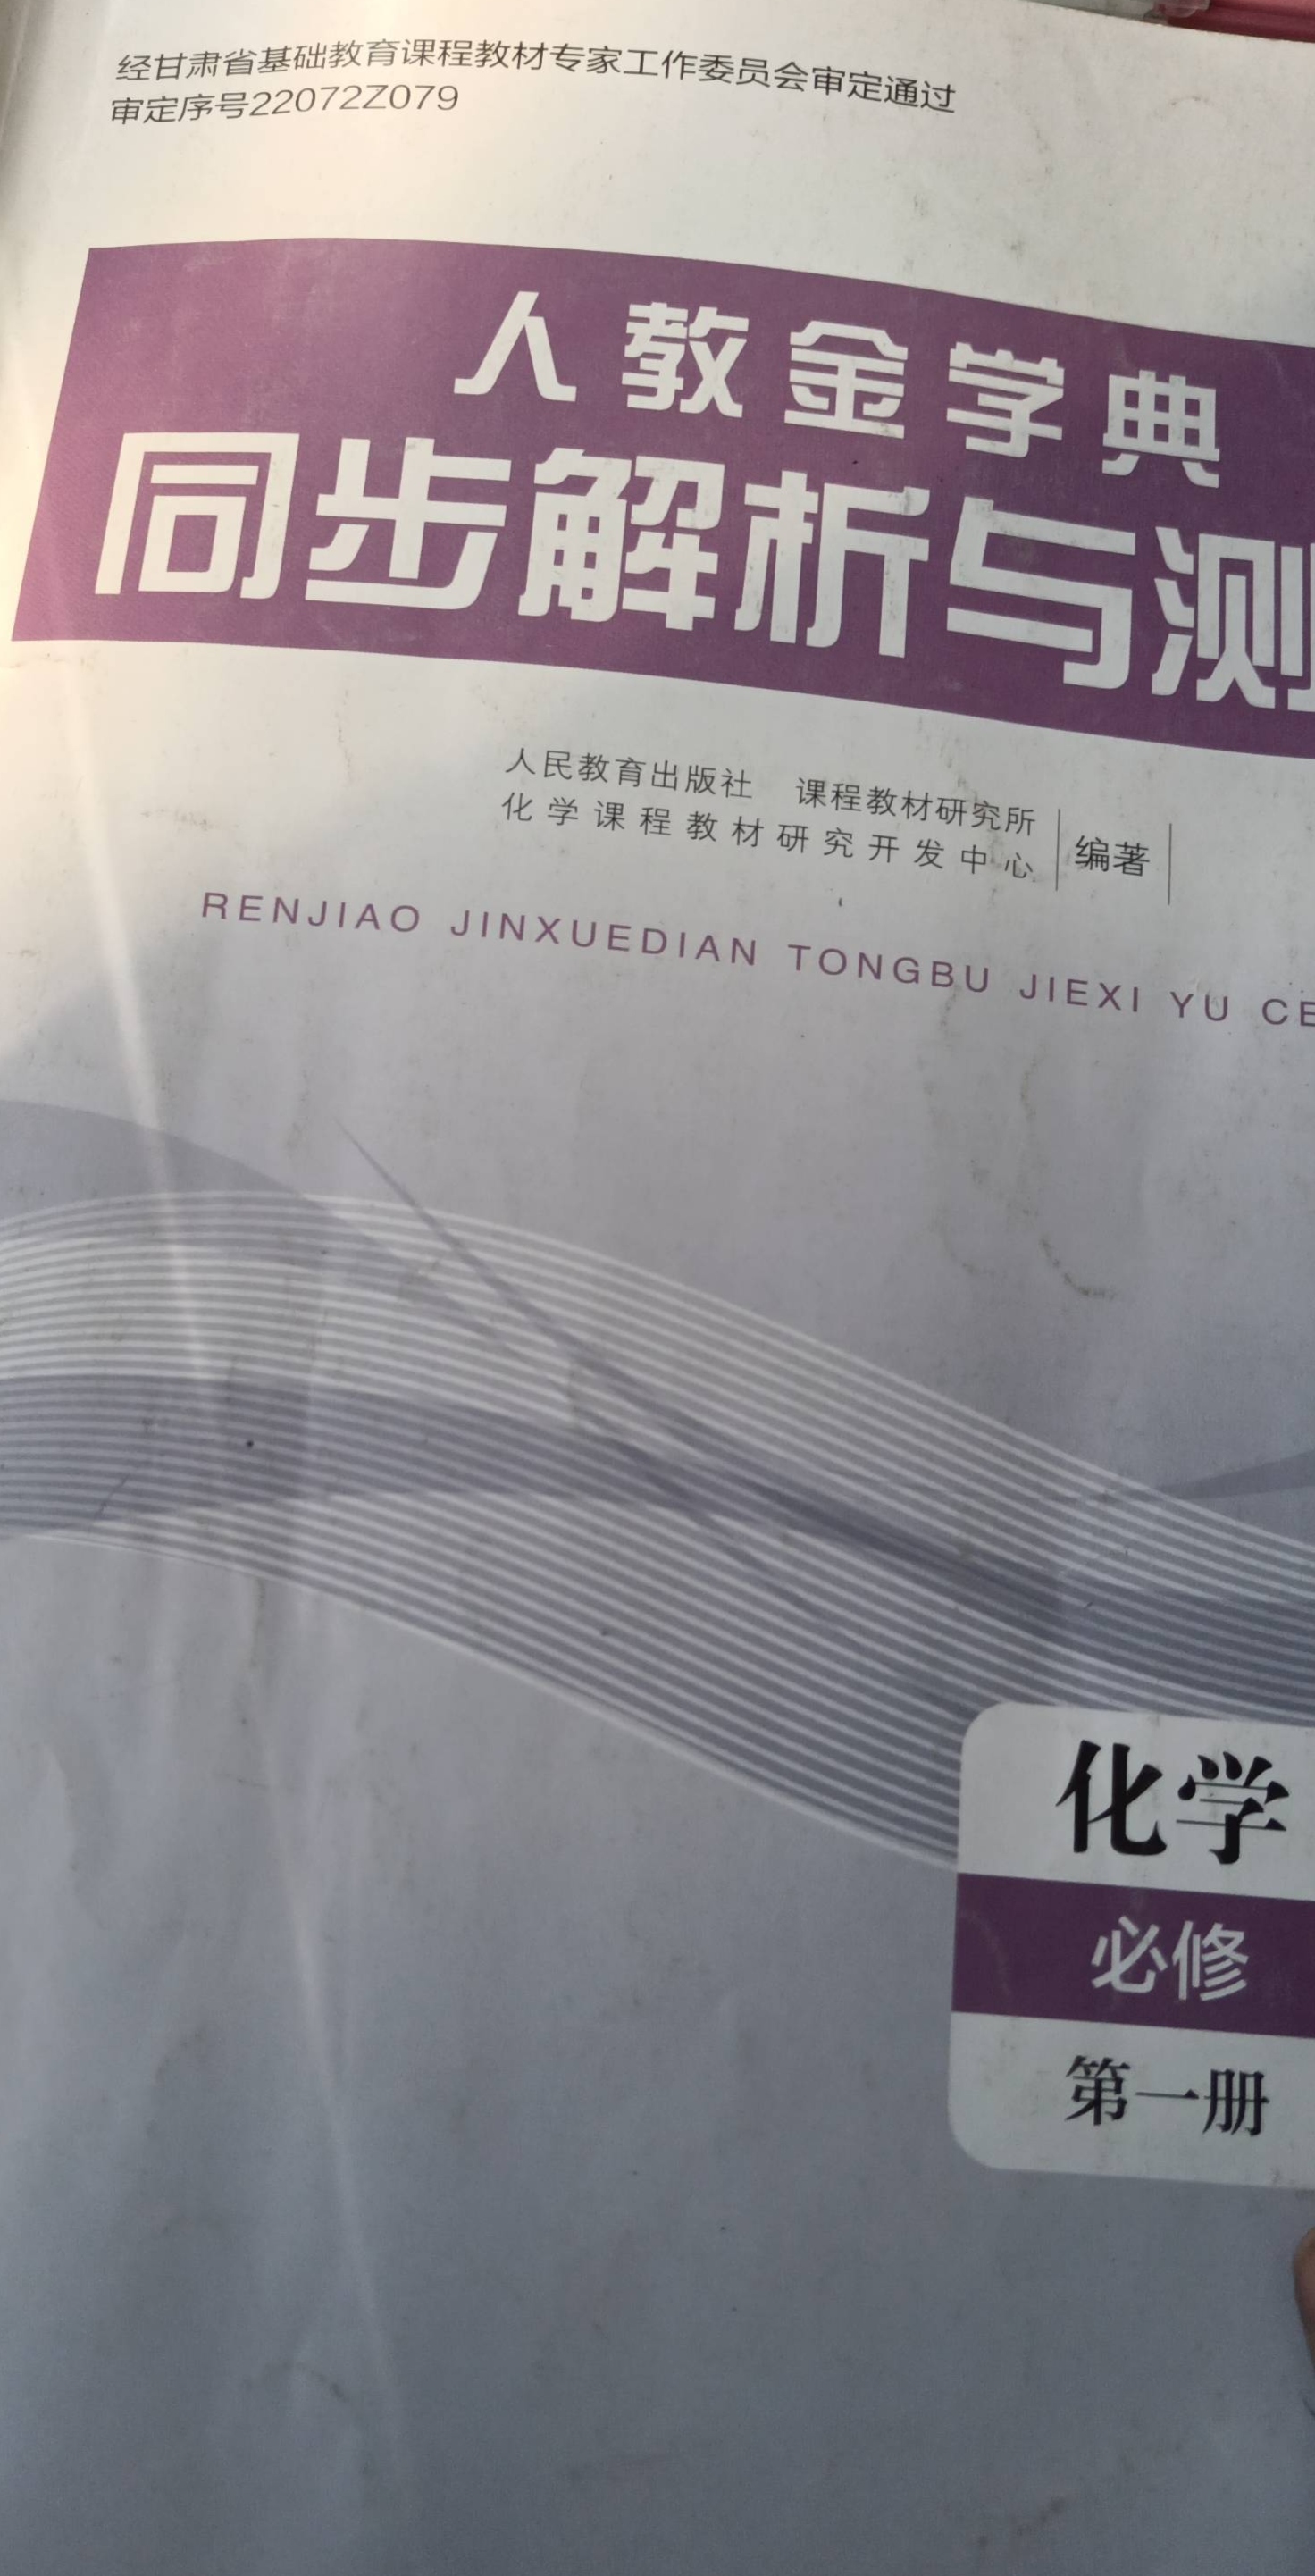 经甘肃省基础教育课程教材专家工作委员会审定通过
审定序号22072Z079
人教金学典
同步解析与测
人民教育出版社 课程教材研究所
化学课程教材研究开发中心
编著
RENJIAO JINXUEDIAN TONGBU JIEXI YU CE
化学
必修
第一册